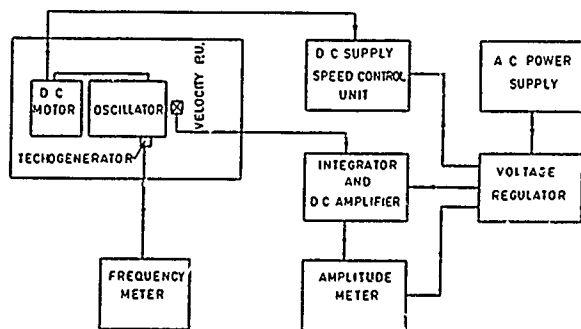 D C
MOTOR
OSCILLATOR
VELOCITY P.U.
TECHOGENERATOR
D C SUPPLY
SPEED CONTROL
UNIT
A C POWER
SUPPLY
INTEGRATOR
AND
D C AMPLIFIER
VOLTAGE
REGULATOR
FREQUENCY
METER
AMPLITUDE
METER